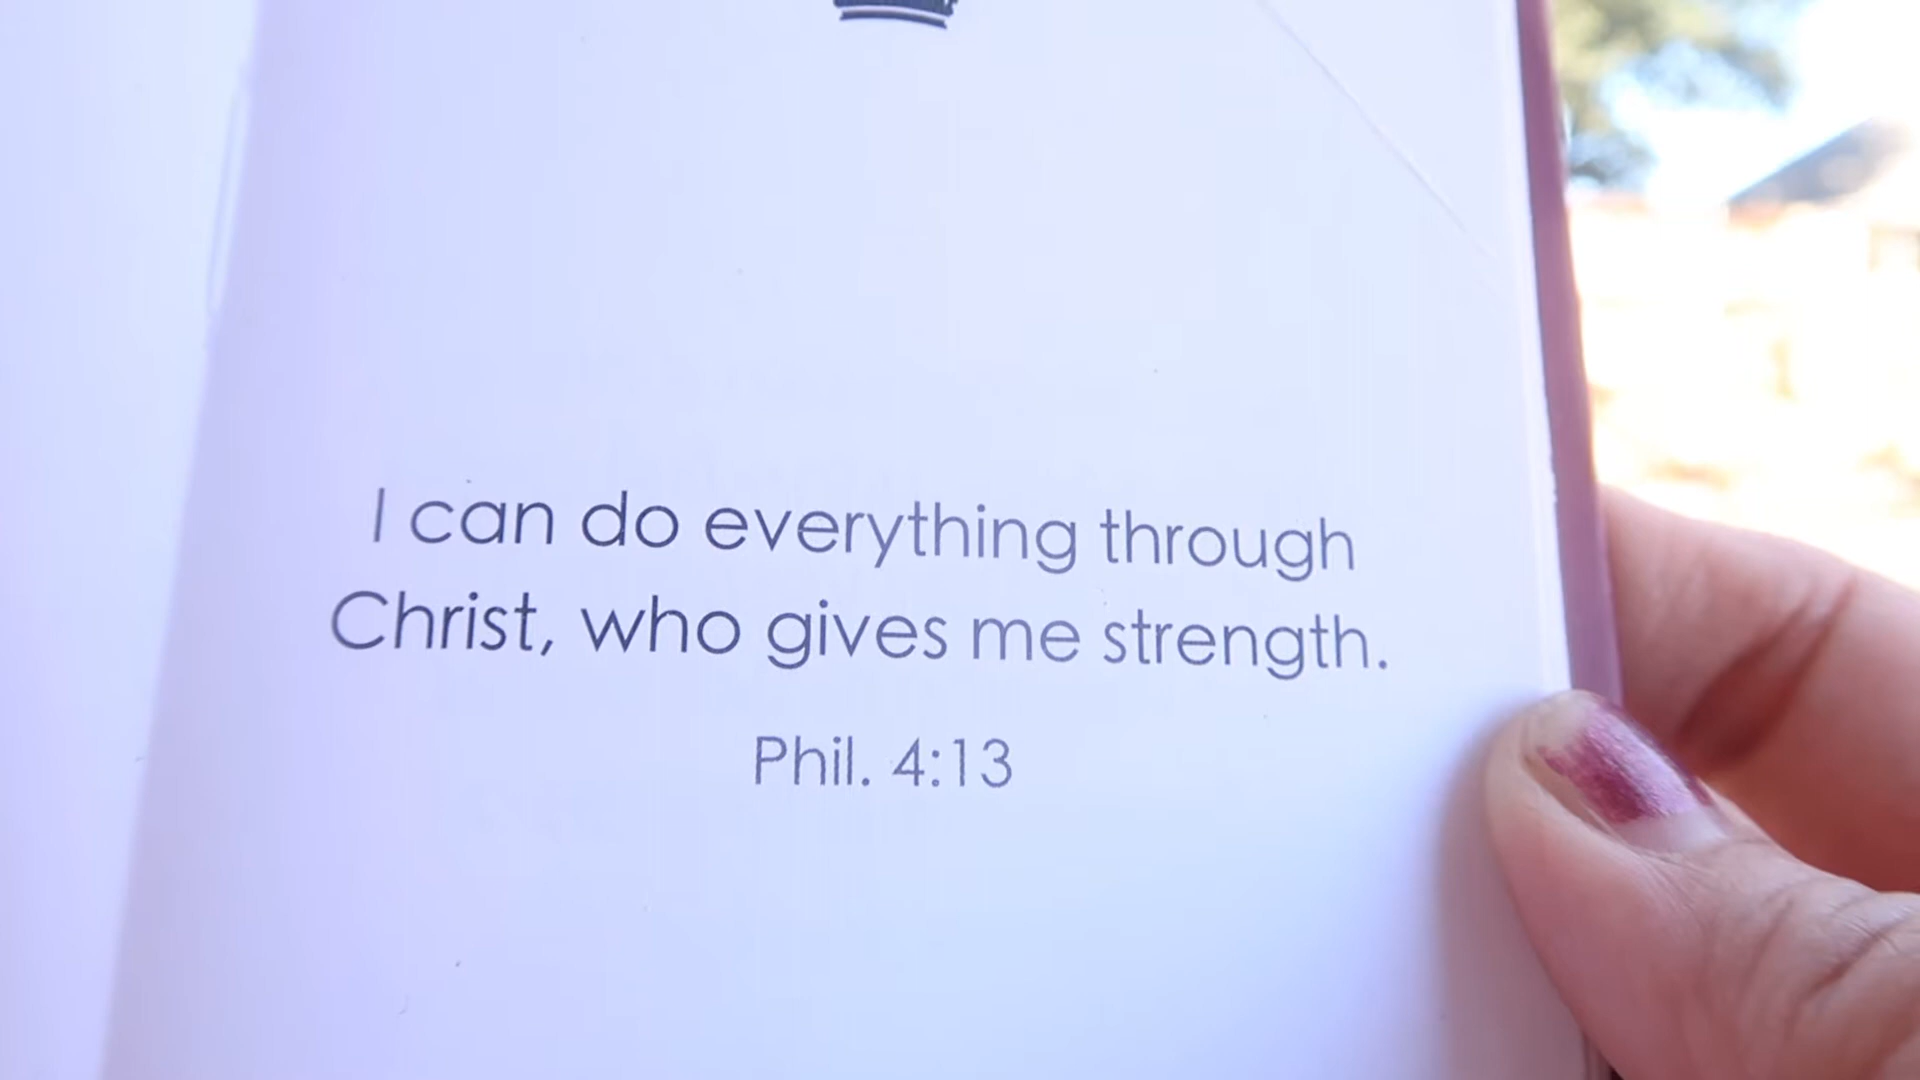 I can do everything through
Christ, who gives me strength.
Phil. 4:13